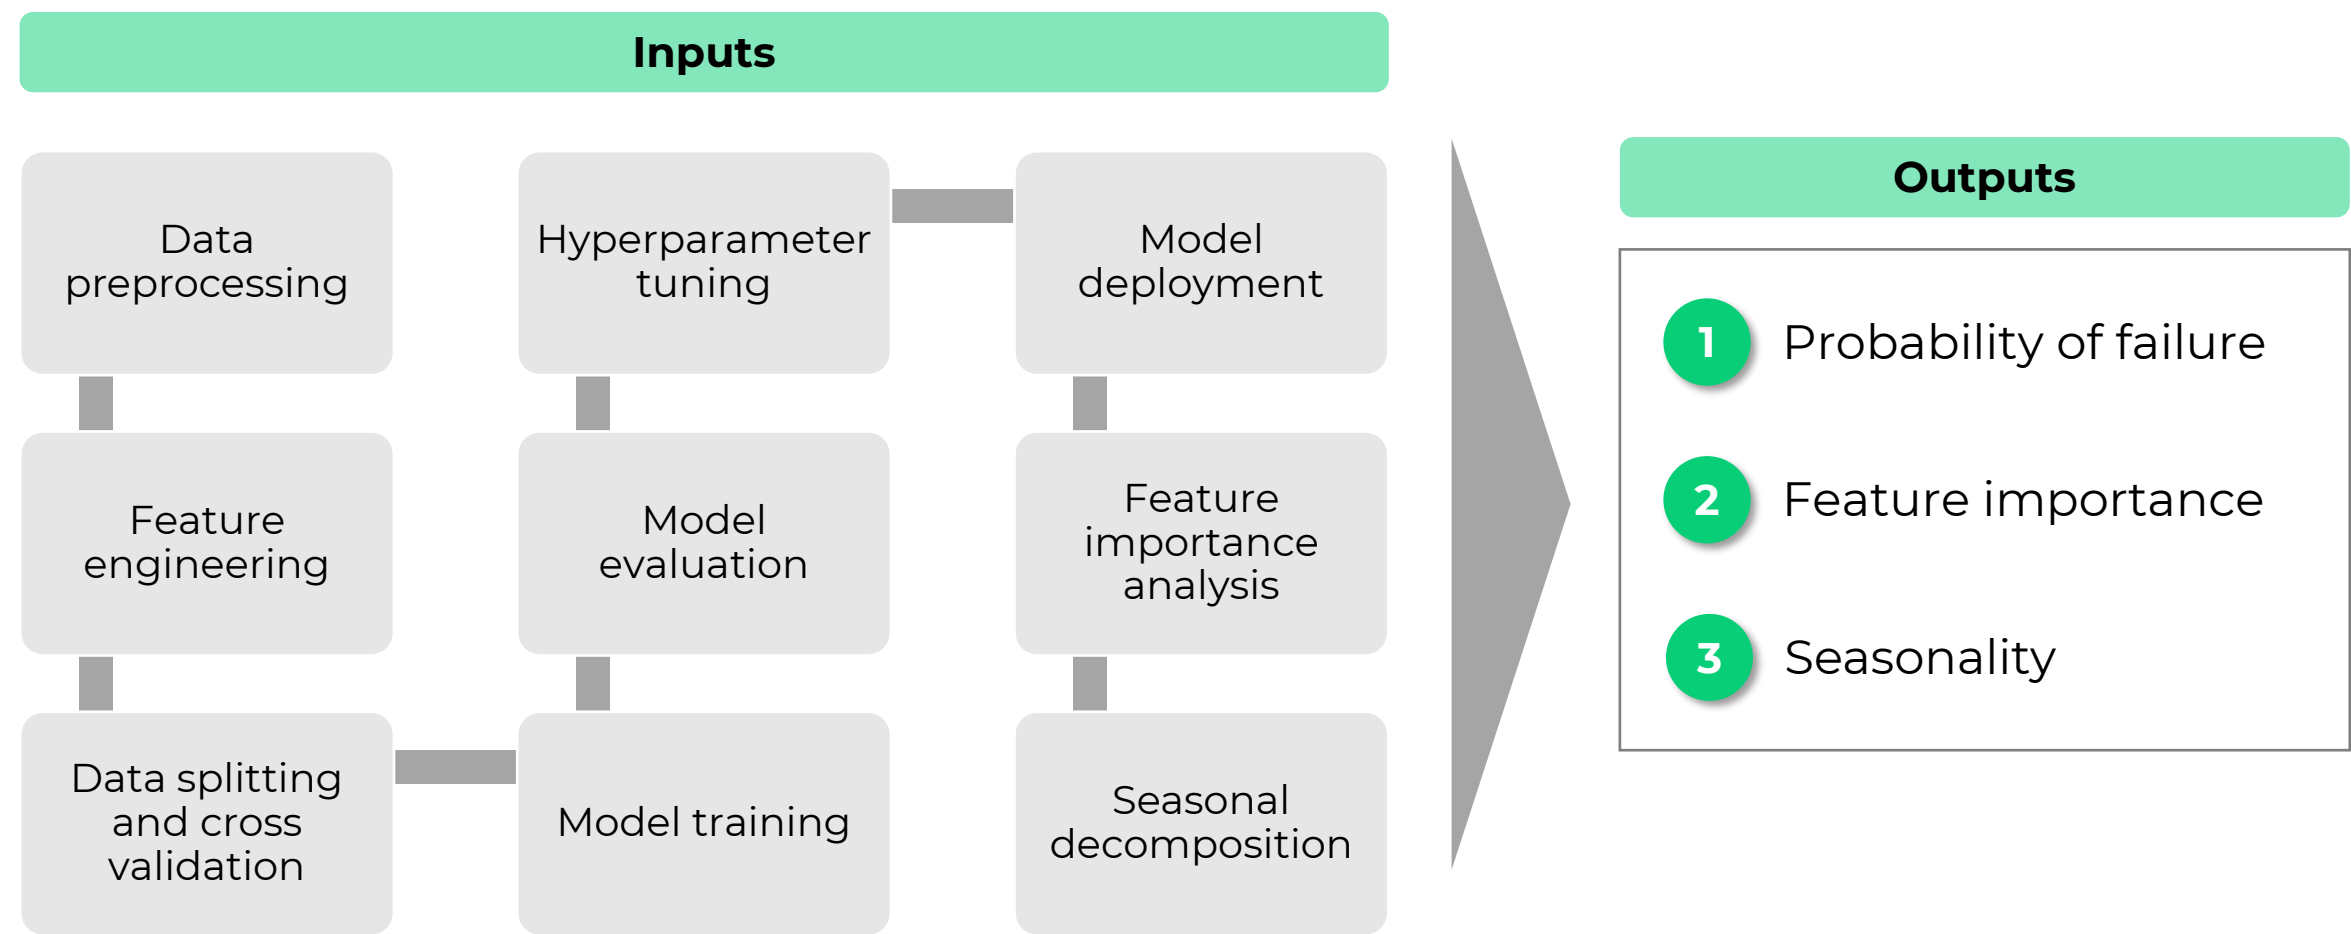 Inputs
Data
preprocessing
Feature
engineering
Data splitting
and cross
validation
Model training
Model
evaluation
Hyperparameter
tuning
Model
deployment
Feature
importance
analysis
Seasonal
decomposition
Outputs
1 Probability of failure
2 Feature importance
3 Seasonality